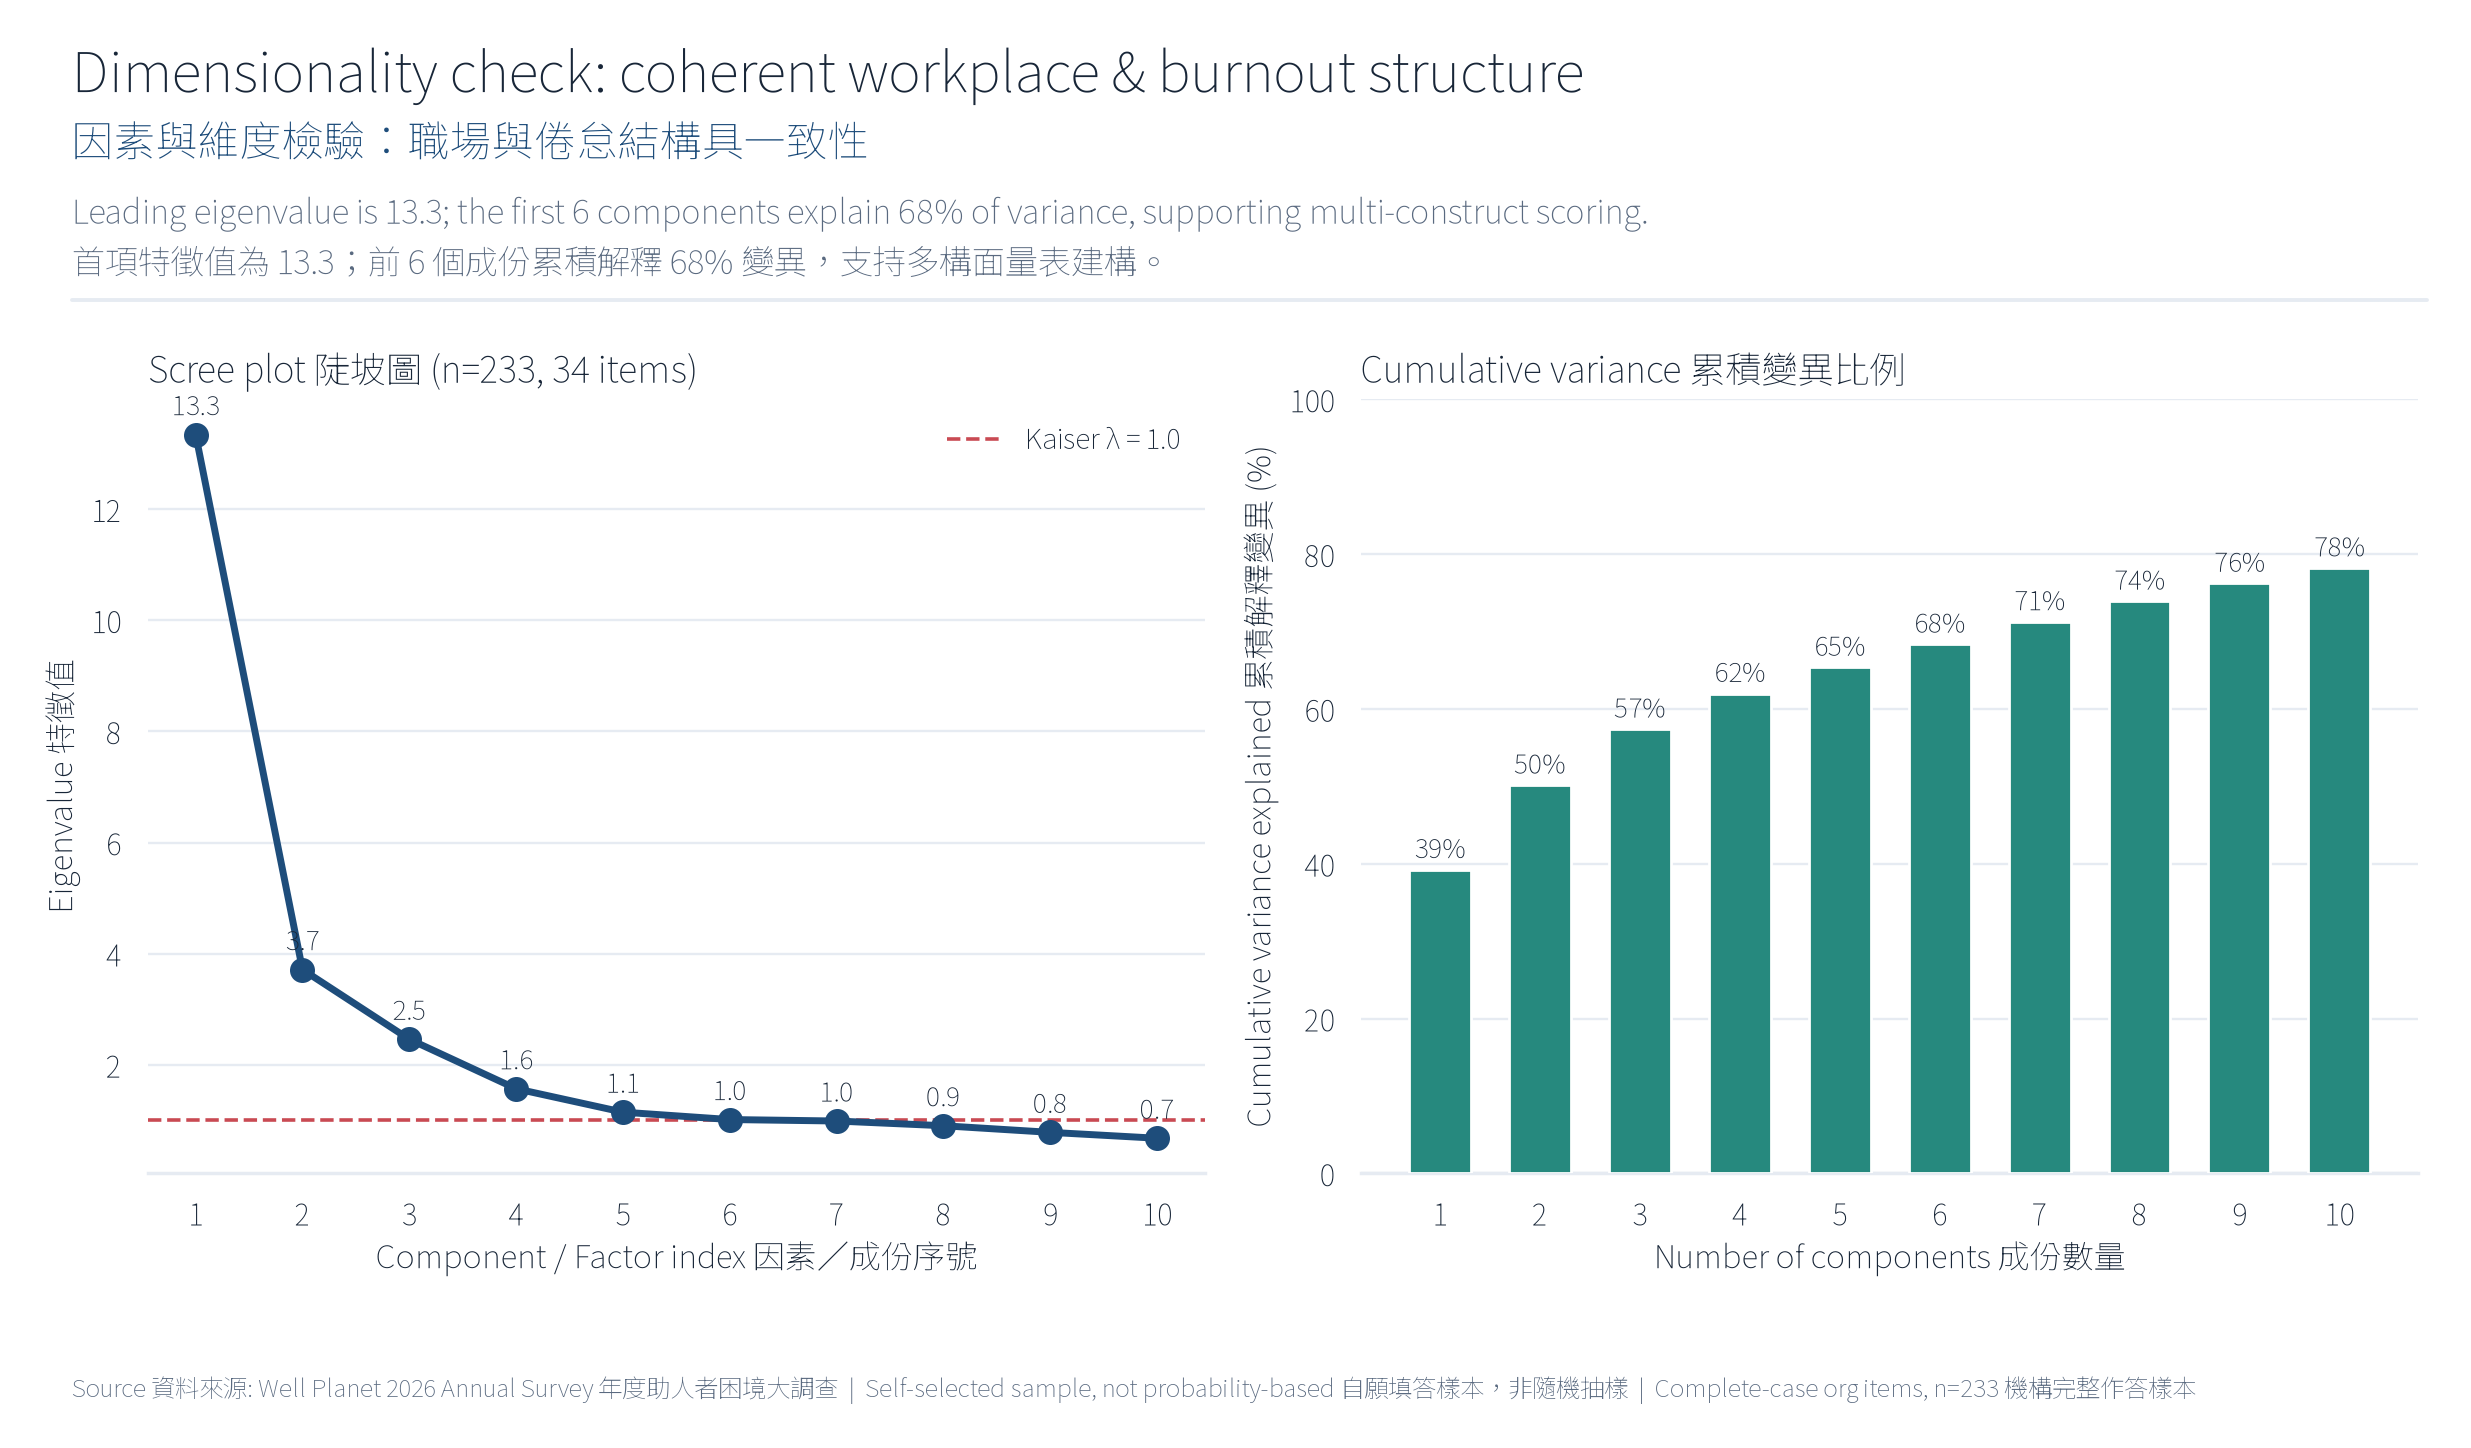 Dimensionality check: coherent workplace & burnout structure
因素與維度檢驗：職場與倦怠結構具一致性
Leading eigenvalue is 13.3; the first 6 components explain 68% of variance, supporting multi-construct scoring.
首項特徵值為 13.3；前 6 個成份累積解釋 68% 變異，支持多構面量表建構。
Scree plot 陡坡圖 (n=233, 34 items)
Kaiser λ = 1.0
Eigenvalue 特徵值
12
10
8
6
4
2
13.3
3.7
2.5
1.6
1.1
1.0
1.0
0.9
0.8
0.7
1 2 3 4 5 6 7 8 9 10
Component / Factor index 因素／成份序號
Cumulative variance 累積變異比例
Cumulative variance explained 累積解釋變異 (%)
100
80
60
40
20
0
39%
50%
57%
62%
65%
68%
71%
74%
76%
78%
1 2 3 4 5 6 7 8 9 10
Number of components 成份數量
Source 資料來源: Well Planet 2026 Annual Survey 年度助人者困境大調查 | Self-selected sample, not probability-based 自願填答樣本，非隨機抽樣 | Complete-case org items, n=233 機構完整作答樣本